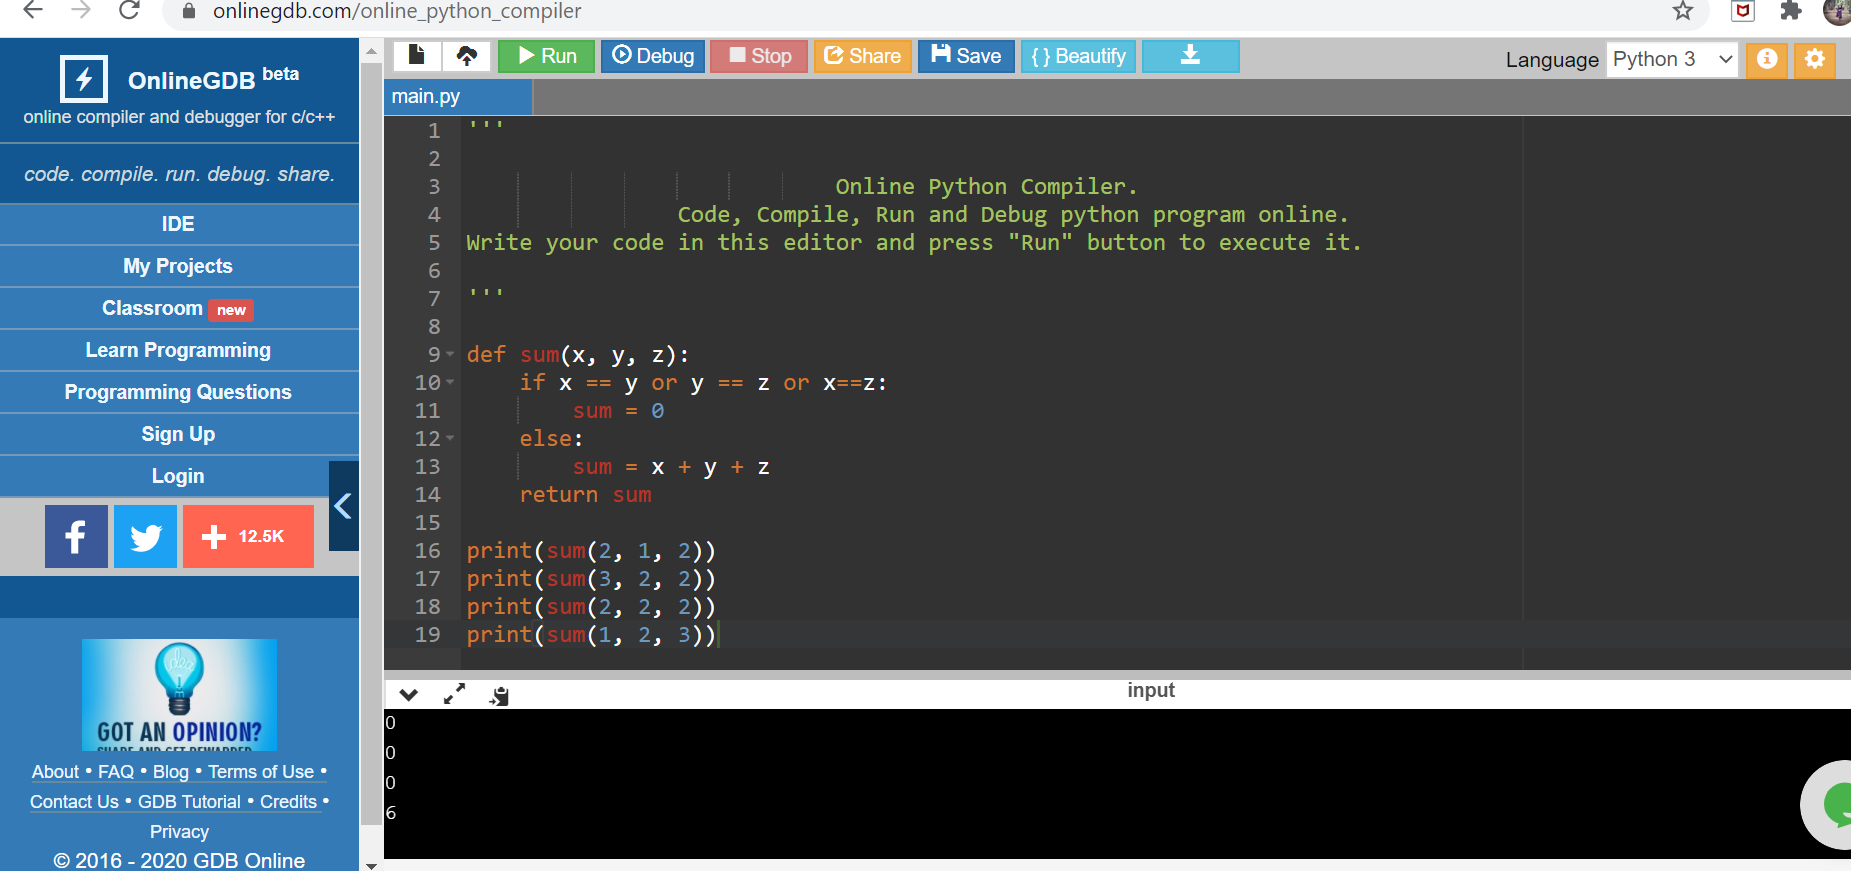 onlinegdb.com/online_python_compiler
OnlineGDB beta
online compiler and debugger for c/c++
code. compile. run. debug. share.
IDE
My Projects
Classroom new
Learn Programming
Programming Questions
Sign Up
Login
f
12.5K
idea
GOT AN OPINION?
SHARE AND GET REWARDED
About • FAQ • Blog • Terms of Use •
Contact Us • GDB Tutorial • Credits •
Privacy
© 2016 - 2020 GDB Online
Run Debug Stop Share Save { } Beautify
Language Python 3
main.py
1 '''
2
3 Online Python Compiler.
4 Code, Compile, Run and Debug python program online.
5 Write your code in this editor and press "Run" button to execute it.
6
7 '''
8
9 def sum(x, y, z):
10 if x == y or y == z or x==z:
11 sum = 0
12 else:
13 sum = x + y + z
14 return sum
15
16 print(sum(2, 1, 2))
17 print(sum(3, 2, 2))
18 print(sum(2, 2, 2))
19 print(sum(1, 2, 3))
input
0
0
0
6